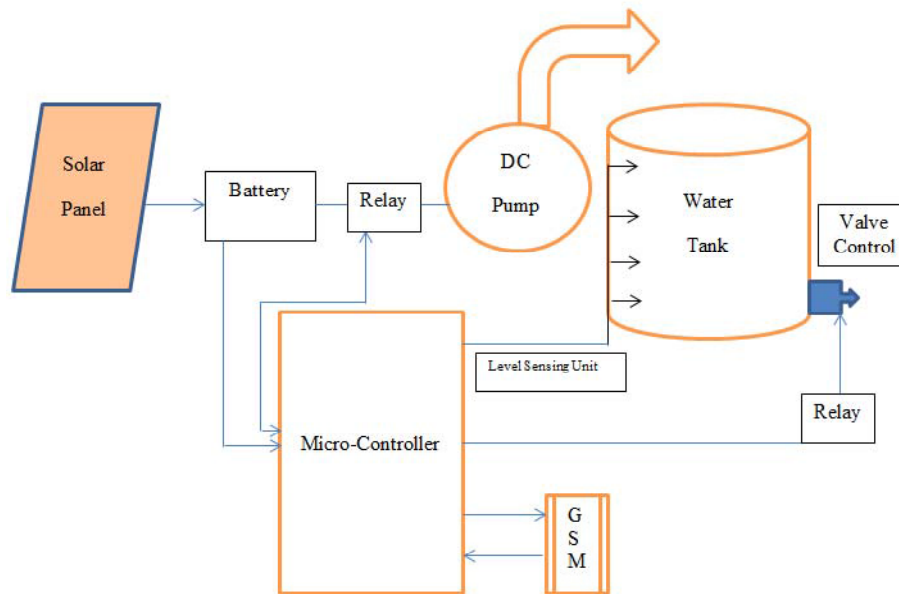 Solar
Panel
Battery
Relay
DC
Pump
Water
Tank
Valve
Control
Level Sensing Unit
Relay
Micro-Controller
G
S
M